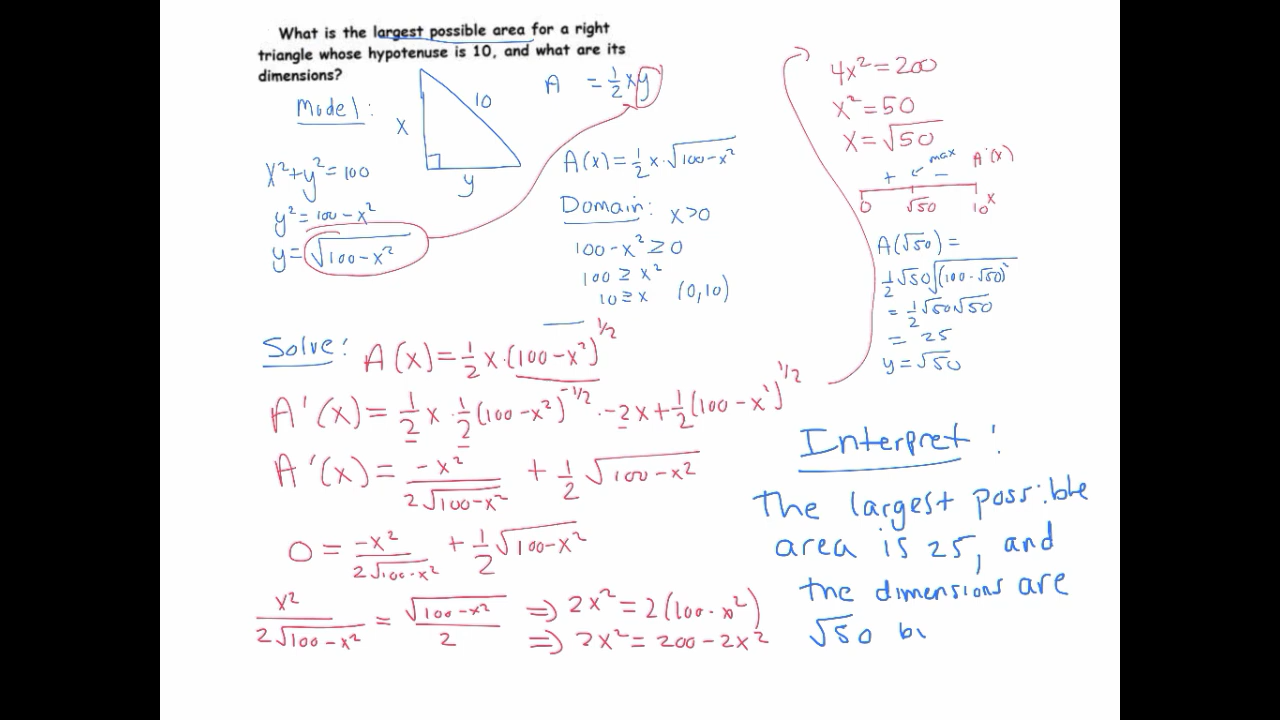 What is the largest possible area for a right
triangle whose hypotenuse is 10, and what are its
dimensions?
Model:
x
10
y
x²+y²=100
y²=100-x²
y=√(100-x²)
A =½xy
A(x)=½x·√(100-x²)
Domain: x>0
100-x²≥0
100≥x²
10≥x (0,10)
Solve: A(x)=½x·(100-x²)^1/2
A'(x)=½x·½(100-x²)^-1/2·-2x+½(100-x²)^1/2
A'(x)=-x²/(2√(100-x²)) + ½√(100-x²)
0=-x²/(2√(100-x²)) + ½√(100-x²)
x²/(2√(100-x²)) = √(100-x²)/2 ⇒ 2x²=2(100-x²)
⇒ 2x²=200-2x²
4x²=200
x²=50
x=√50
max A'(x)
+ -
0 √50 10 x
A(√50)=
½√50√(100-√50)²
=½√50√50
= 25
y=√50
Interpret:
The largest possible
area is 25, and
the dimensions are
√50 by